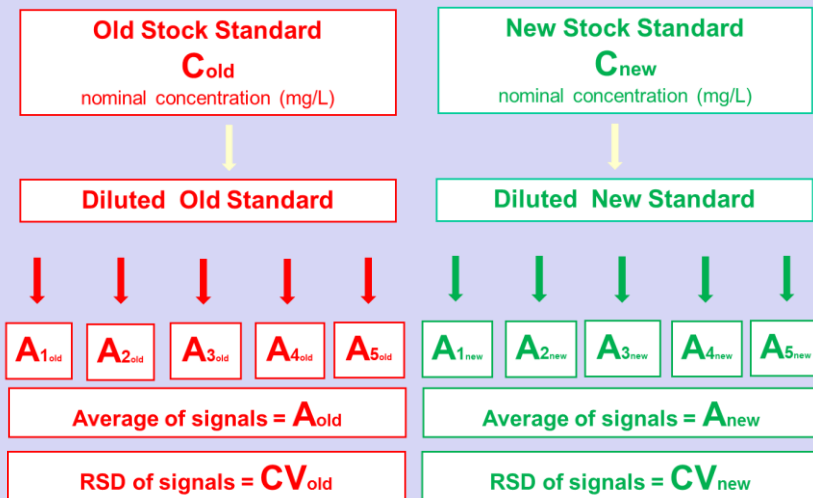 Old Stock Standard
C old
nominal concentration (mg/L)
New Stock Standard
C new
nominal concentration (mg/L)
Diluted Old Standard
Diluted New Standard
A1old
A2old
A3old
A4old
A5old
A1new
A2new
A3new
A4new
A5new
Average of signals = Aold
Average of signals = Anew
RSD of signals = CVold
RSD of signals = CVnew